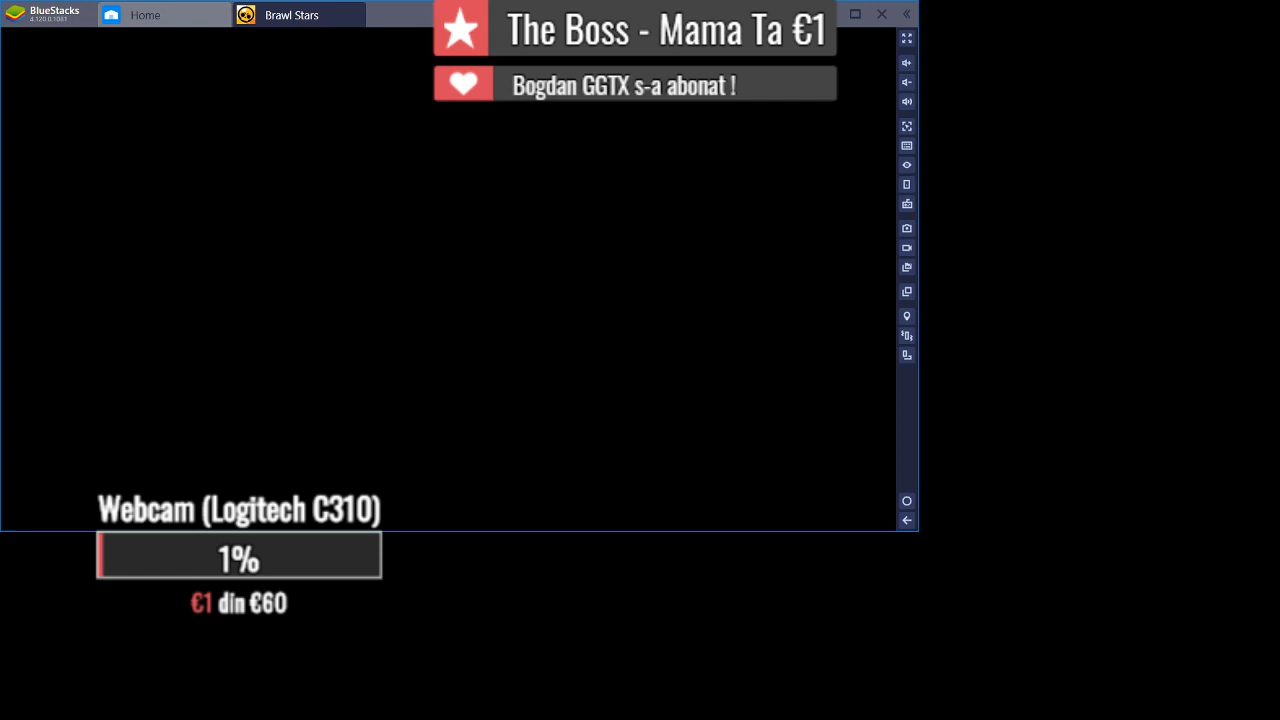 BlueStacks
4.120.0.1081
Home
Brawl Stars
The Boss - Mama Ta €1
Bogdan GGTX s-a abonat !
Webcam (Logitech C310)
1%
€1 din €60